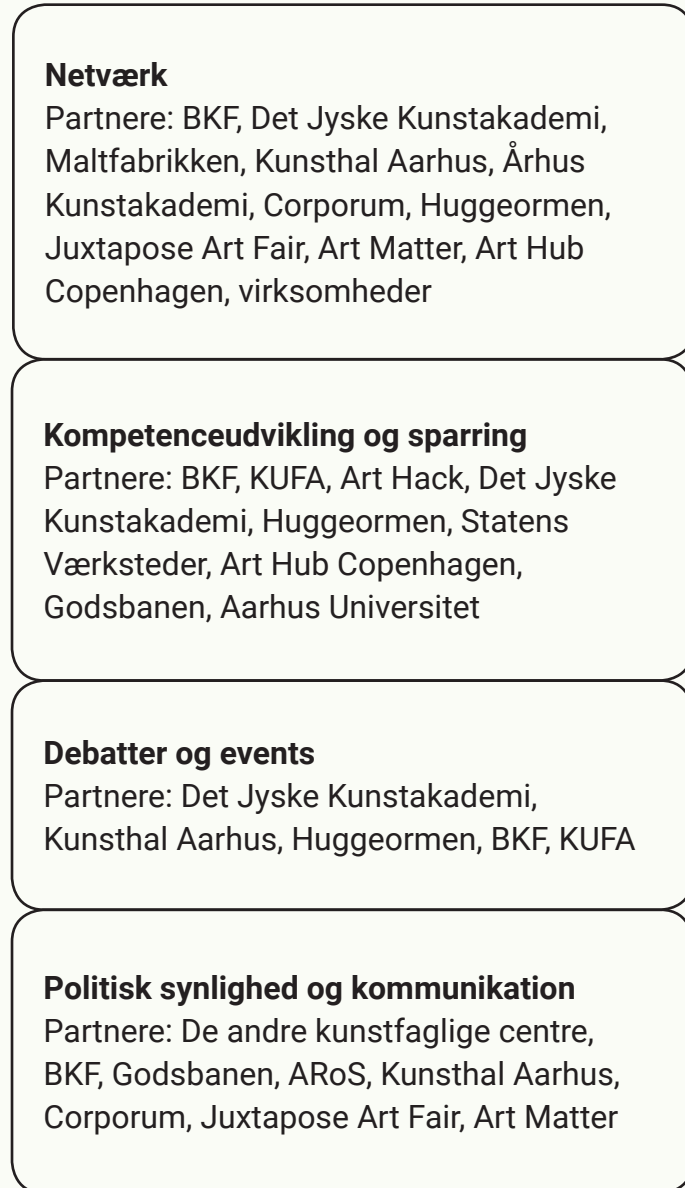 Netværk
Partnere: BKF, Det Jyske Kunstakademi,
Maltfabrikken, Kunsthal Aarhus, Århus
Kunstakademi, Corporum, Huggeormen,
Juxtapose Art Fair, Art Matter, Art Hub
Copenhagen, virksomheder
Kompetenceudvikling og sparring
Partnere: BKF, KUFA, Art Hack, Det Jyske
Kunstakademi, Huggeormen, Statens
Værksteder, Art Hub Copenhagen,
Godsbanen, Aarhus Universitet
Debatter og events
Partnere: Det Jyske Kunstakademi,
Kunsthal Aarhus, Huggeormen, BKF, KUFA
Politisk synlighed og kommunikation
Partnere: De andre kunstfaglige centre,
BKF, Godsbanen, ARoS, Kunsthal Aarhus,
Corporum, Juxtapose Art Fair, Art Matter